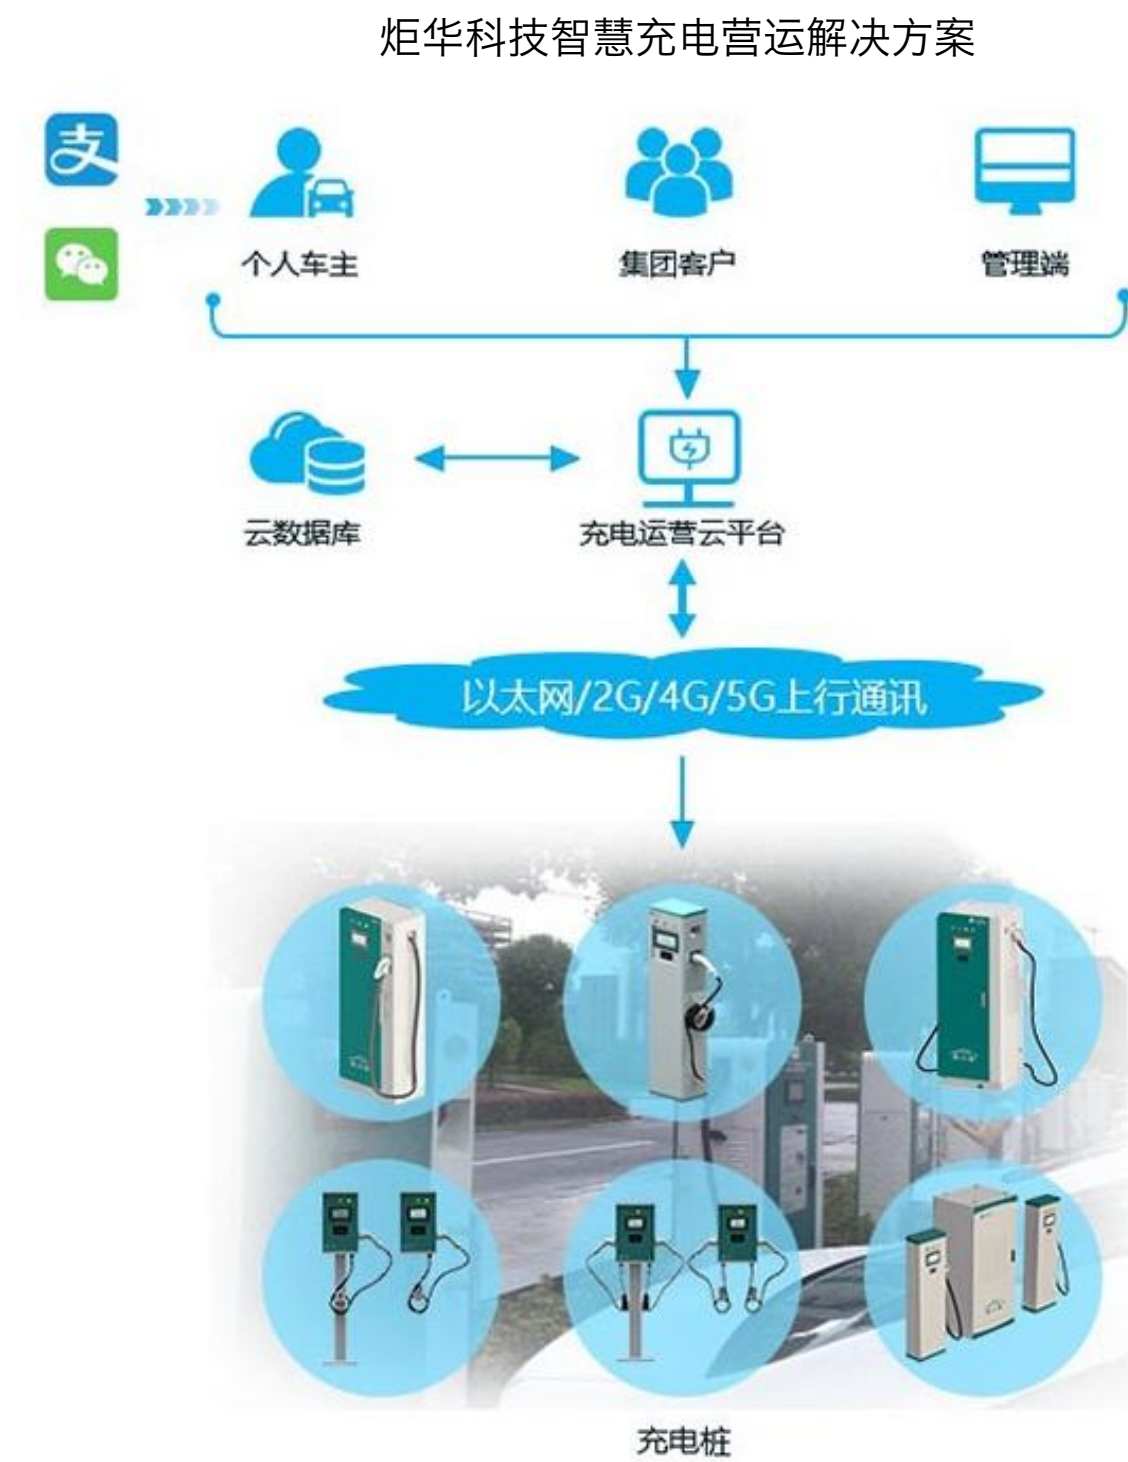 炬华科技智慧充电营运解决方案
支
个人车主
集团客户
管理端
云数据库
充电运营云平台
以太网/2G/4G/5G上行通讯
充电桩